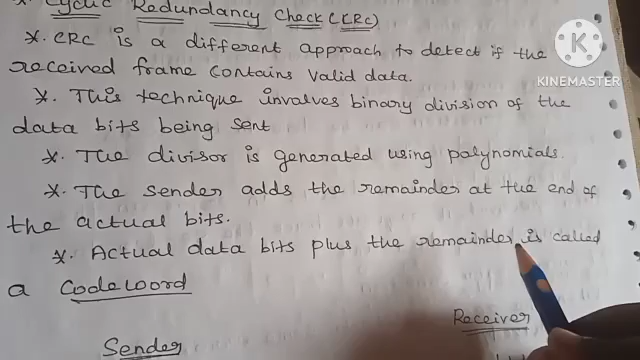 *. Cyclic Redundancy Check (CRC)
*. CRC is a different approach to detect if the
received frame contains valid data.
*. This technique involves binary division of the
data bits being sent
*. The divisor is generated using polynomials.
*. The sender adds the remainder at the end of
the actual bits.
*. Actual data bits plus the remainder is called
a Codeword
Receiver
Sender
KINEMASTER